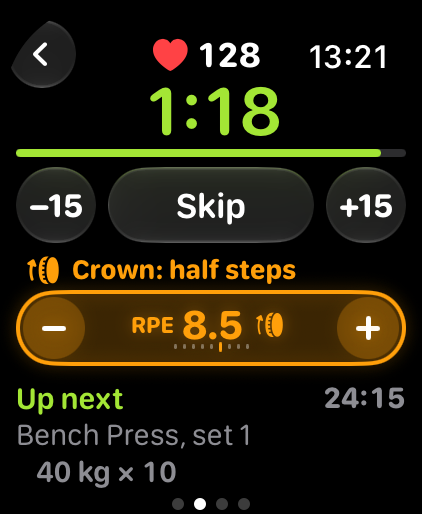 128 13:21
1:18
−15 Skip +15
Crown: half steps
− RPE 8.5 +
Up next 24:15
Bench Press, set 1
40 kg × 10